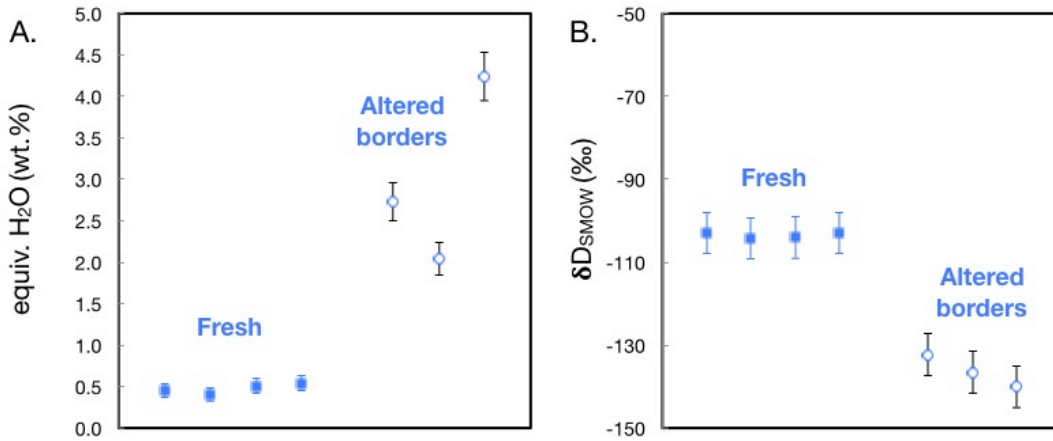 A.
equiv. H₂O (wt.%)
5.0
4.5
4.0
3.5
3.0
2.5
2.0
1.5
1.0
0.5
0.0
Altered
borders
Fresh
B.
δD_SMOW (‰)
-50
-70
-90
-110
-130
-150
Fresh
Altered
borders